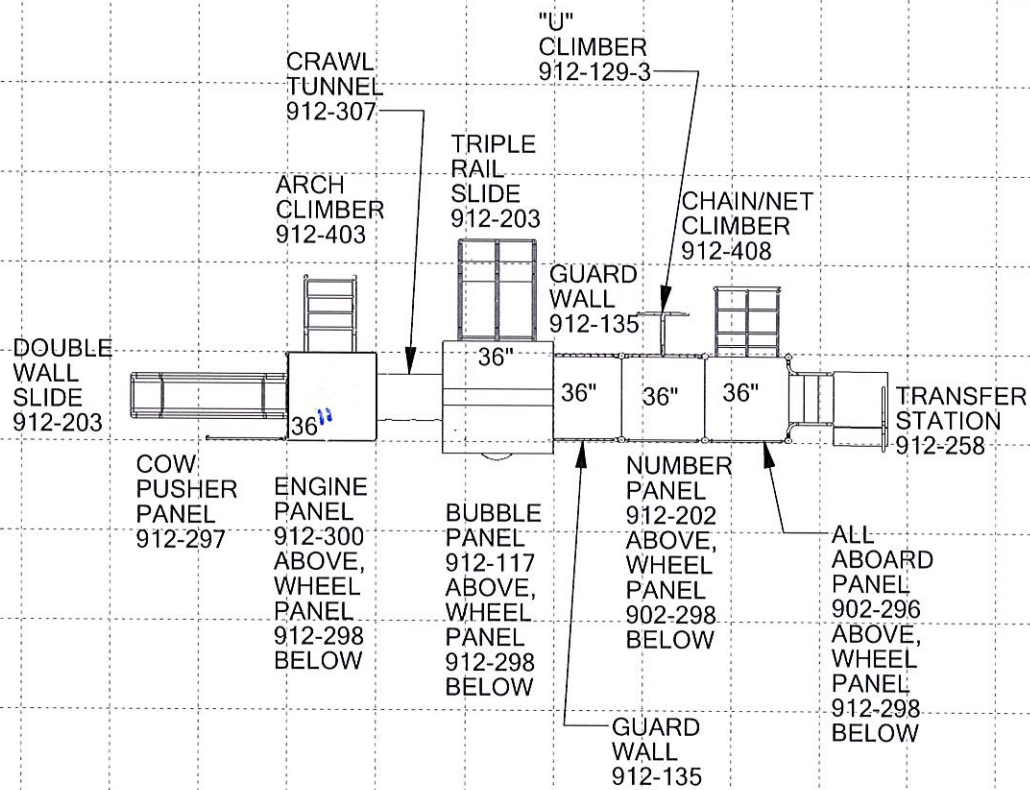 "U"
CLIMBER
912-129-3
CRAWL
TUNNEL
912-307
TRIPLE
RAIL
SLIDE
912-203
ARCH
CLIMBER
912-403
CHAIN/NET
CLIMBER
912-408
GUARD
WALL
912-135
DOUBLE
WALL
SLIDE
912-203
36"
36"
36"
36"
36"
TRANSFER
STATION
912-258
COW
PUSHER
PANEL
912-297
ENGINE
PANEL
912-300
ABOVE,
WHEEL
PANEL
912-298
BELOW
BUBBLE
PANEL
912-117
ABOVE,
WHEEL
PANEL
912-298
BELOW
NUMBER
PANEL
912-202
ABOVE,
WHEEL
PANEL
902-298
BELOW
ALL
ABOARD
PANEL
902-296
ABOVE,
WHEEL
PANEL
912-298
BELOW
GUARD
WALL
912-135